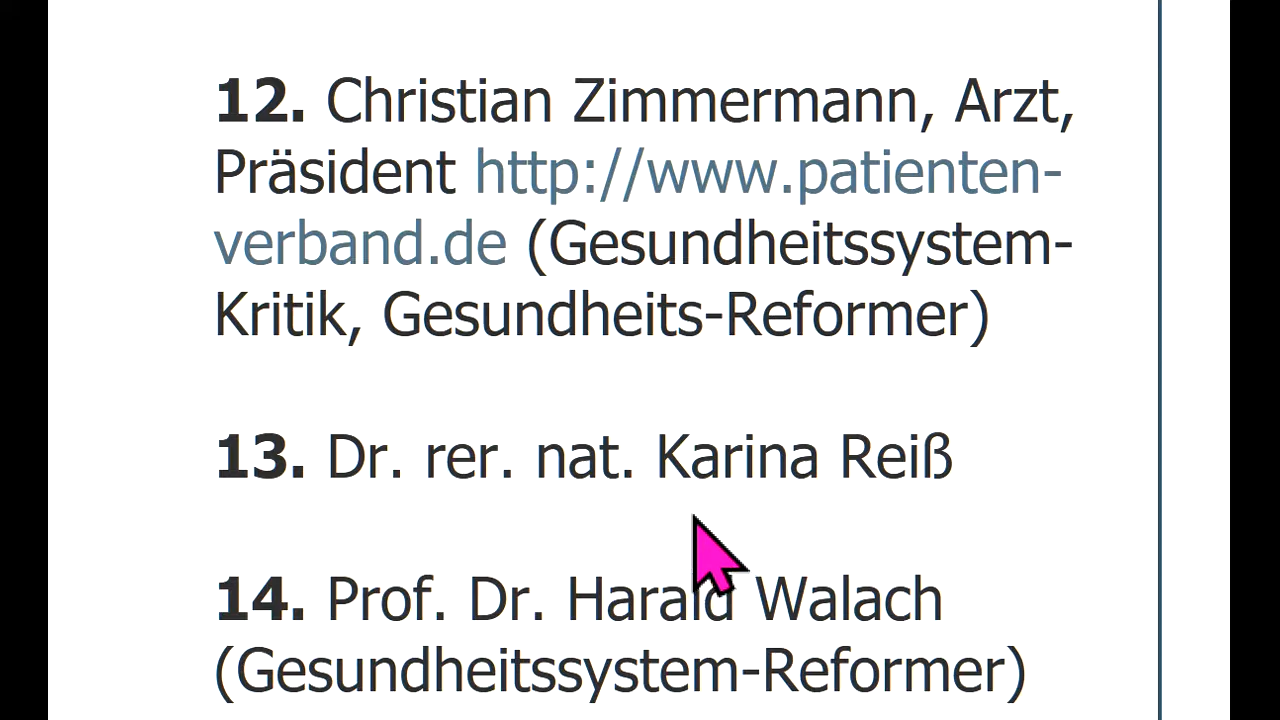 12. Christian Zimmermann, Arzt,
Präsident http://www.patienten-
verband.de (Gesundheitssystem-
Kritik, Gesundheits-Reformer)
13. Dr. rer. nat. Karina Reiß
14. Prof. Dr. Harald Walach
(Gesundheitssystem-Reformer)